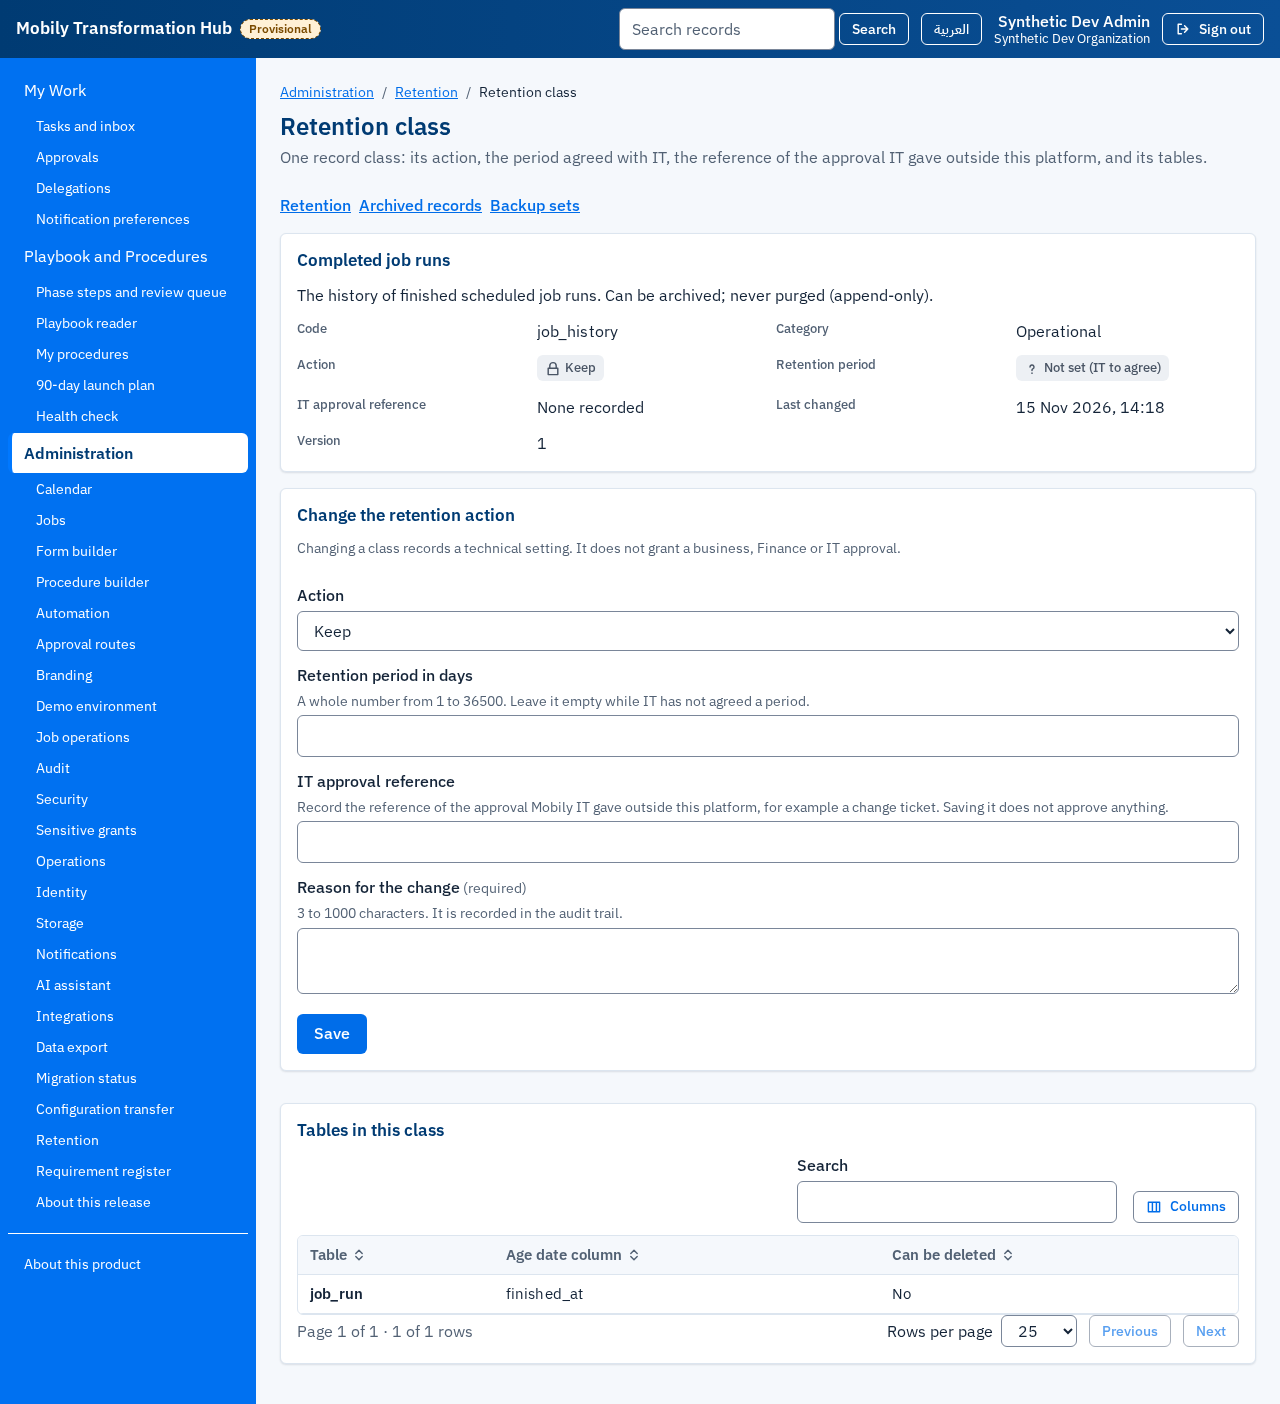 Mobily Transformation Hub Provisional
Search records Search العربية Synthetic Dev Admin Sign out
Synthetic Dev Organization
My Work
Tasks and inbox
Approvals
Delegations
Notification preferences
Playbook and Procedures
Phase steps and review queue
Playbook reader
My procedures
90-day launch plan
Health check
Administration
Calendar
Jobs
Form builder
Procedure builder
Automation
Approval routes
Branding
Demo environment
Job operations
Audit
Security
Sensitive grants
Operations
Identity
Storage
Notifications
AI assistant
Integrations
Data export
Migration status
Configuration transfer
Retention
Requirement register
About this release
About this product
Administration / Retention / Retention class
Retention class
One record class: its action, the period agreed with IT, the reference of the approval IT gave outside this platform, and its tables.
Retention Archived records Backup sets
Completed job runs
The history of finished scheduled job runs. Can be archived; never purged (append-only).
Code job_history Category Operational
Action Keep Retention period ? Not set (IT to agree)
IT approval reference None recorded Last changed 15 Nov 2026, 14:18
Version 1
Change the retention action
Changing a class records a technical setting. It does not grant a business, Finance or IT approval.
Action
Keep
Retention period in days
A whole number from 1 to 36500. Leave it empty while IT has not agreed a period.
IT approval reference
Record the reference of the approval Mobily IT gave outside this platform, for example a change ticket. Saving it does not approve anything.
Reason for the change (required)
3 to 1000 characters. It is recorded in the audit trail.
Save
Tables in this class
Search
Columns
Table Age date column Can be deleted
job_run finished_at No
Page 1 of 1 · 1 of 1 rows Rows per page 25 Previous Next